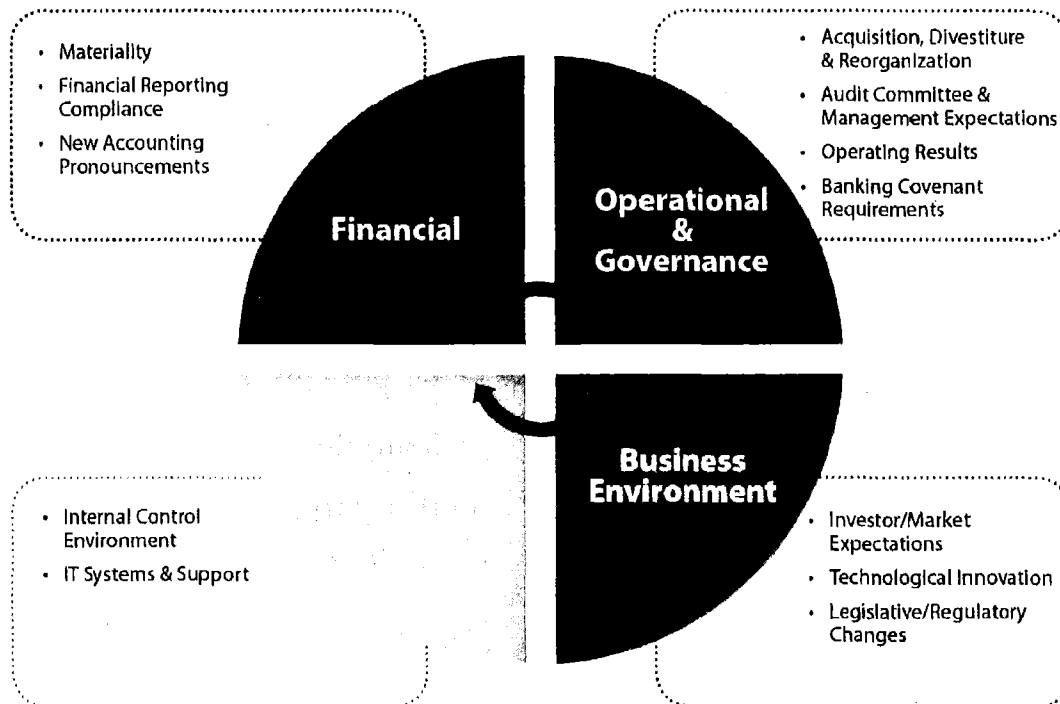 • Materiality
• Financial Reporting
Compliance
• New Accounting
Pronouncements
• Acquisition, Divestiture
& Reorganization
• Audit Committee &
Management Expectations
• Operating Results
• Banking Covenant
Requirements
Financial
Operational
&
Governance
Business
Environment
• Internal Control
Environment
• IT Systems & Support
• Investor/Market
Expectations
• Technological Innovation
• Legislative/Regulatory
Changes